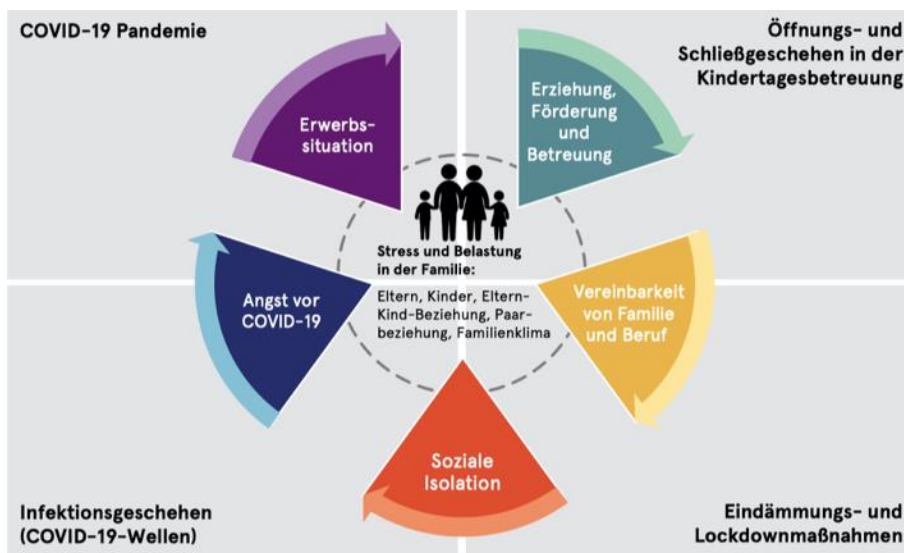 COVID-19 Pandemie
Öffnungs- und
Schließgeschehen in der
Kindertagesbetreuung
Erwerbs-
situation
Erziehung,
Förderung
und
Betreuung
Stress und Belastung
in der Familie:
Eltern, Kinder, Eltern-
Kind-Beziehung, Paar-
beziehung, Familienklima
Angst vor
COVID-19
Vereinbarkeit
von Familie
und Beruf
Soziale
Isolation
Infektionsgeschehen
(COVID-19-Wellen)
Eindämmungs- und
Lockdownmaßnahmen